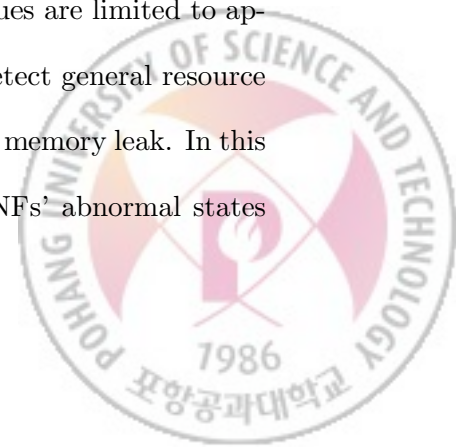 ues are limited to ap-
etect general resource
memory leak. In this
NFs' abnormal states
POHANG UNIVERSITY OF SCIENCE AND TECHNOLOGY
1986
포항공과대학교